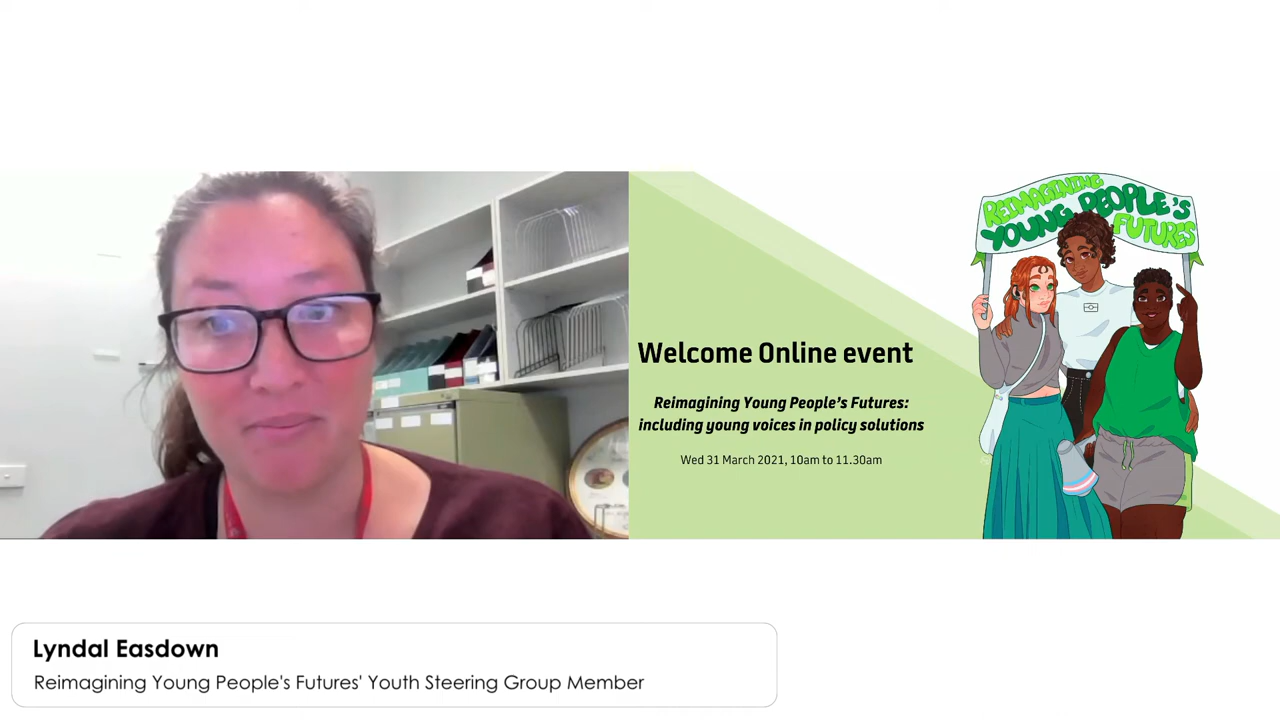 REIMAGINING
YOUNG PEOPLE'S
FUTURES
Welcome Online event
Reimagining Young People's Futures:
including young voices in policy solutions
Wed 31 March 2021, 10am to 11.30am
Lyndal Easdown
Reimagining Young People's Futures' Youth Steering Group Member